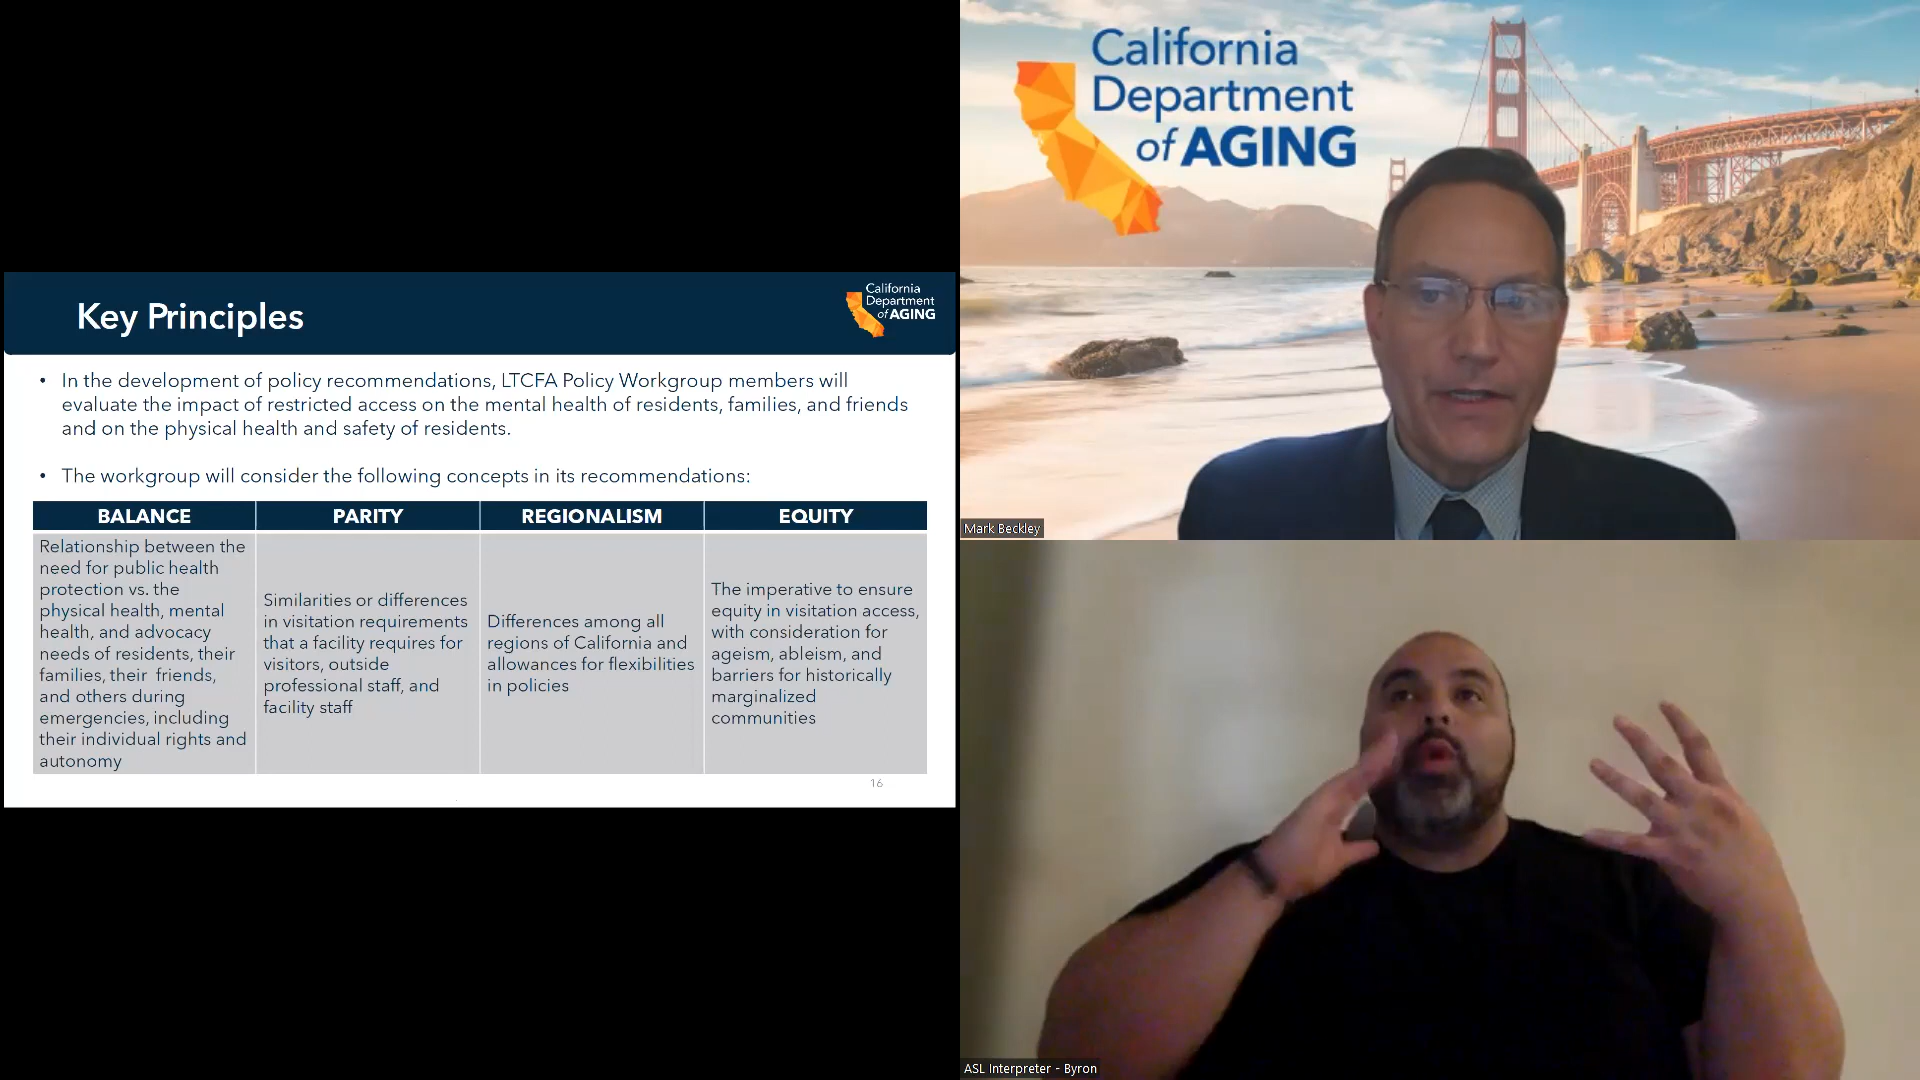 Key Principles
California
Department
of AGING
• In the development of policy recommendations, LTCFA Policy Workgroup members will
evaluate the impact of restricted access on the mental health of residents, families, and friends
and on the physical health and safety of residents.
• The workgroup will consider the following concepts in its recommendations:
BALANCE
Relationship between the
need for public health
protection vs. the
physical health, mental
health, and advocacy
needs of residents, their
families, their friends,
and others during
emergencies, including
their individual rights and
autonomy
PARITY
Similarities or differences
in visitation requirements
that a facility requires for
visitors, outside
professional staff, and
facility staff
REGIONALISM
Differences among all
regions of California and
allowances for flexibilities
in policies
EQUITY
The imperative to ensure
equity in visitation access,
with consideration for
ageism, ableism, and
barriers for historically
marginalized
communities
16
California
Department
of AGING
Mark Beckley
ASL Interpreter - Byron